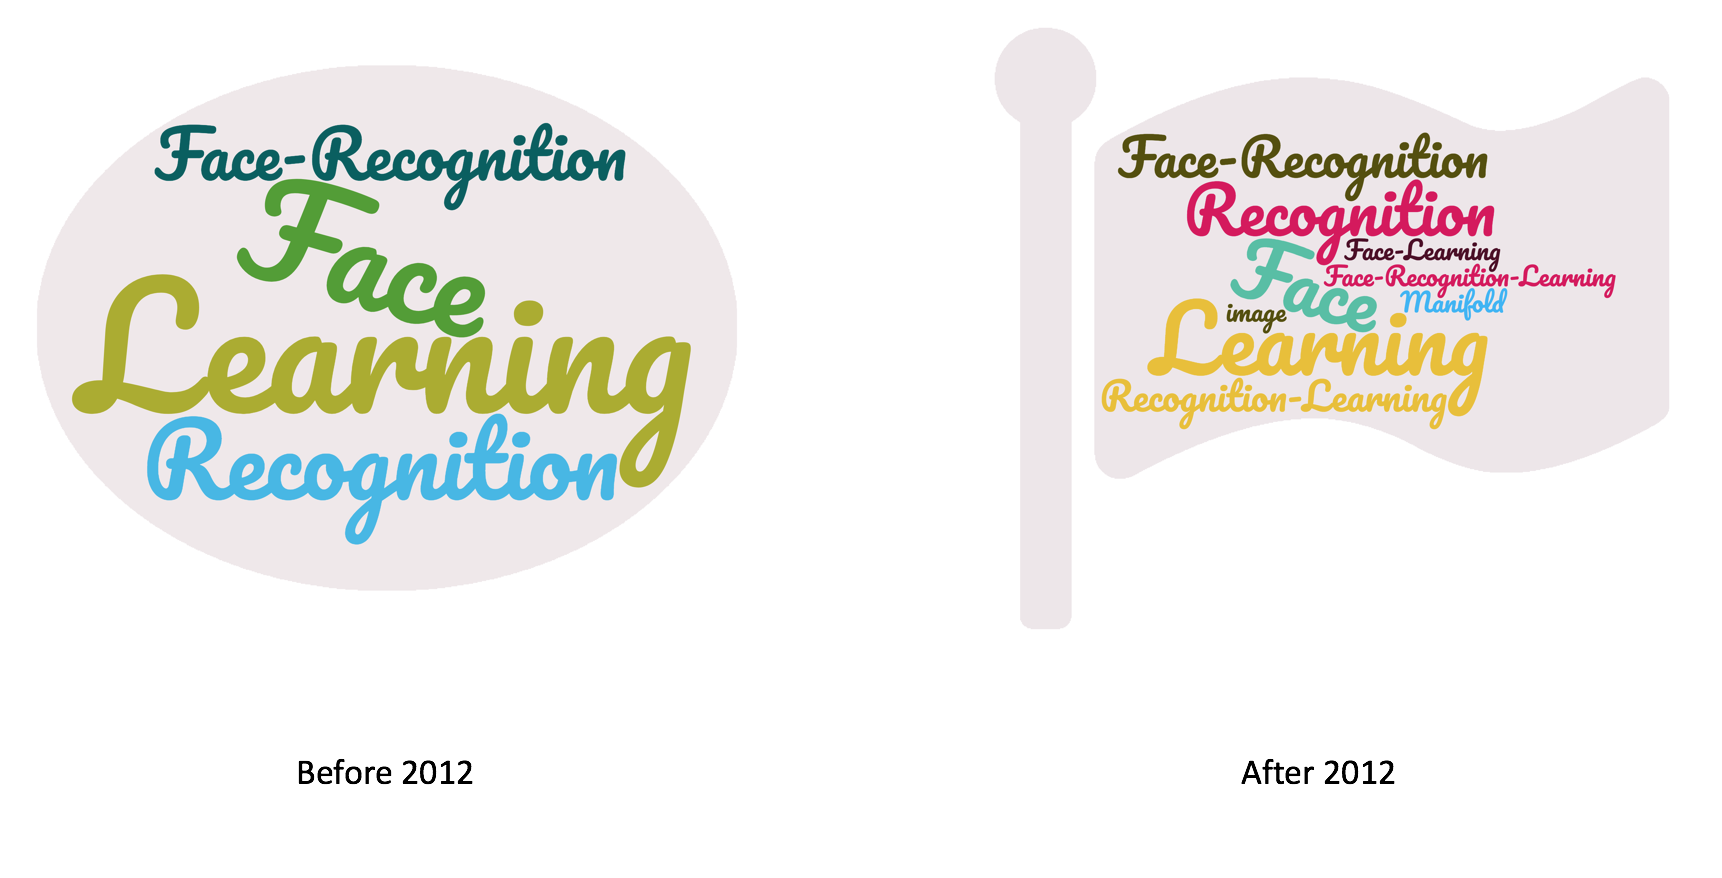 Face-Recognition
Face
Learning
Recognition
Before 2012
Face-Recognition
Recognition
Face-Learning
Face
Face-Recognition-Learning
Manifold
image
Learning
Recognition-Learning
After 2012